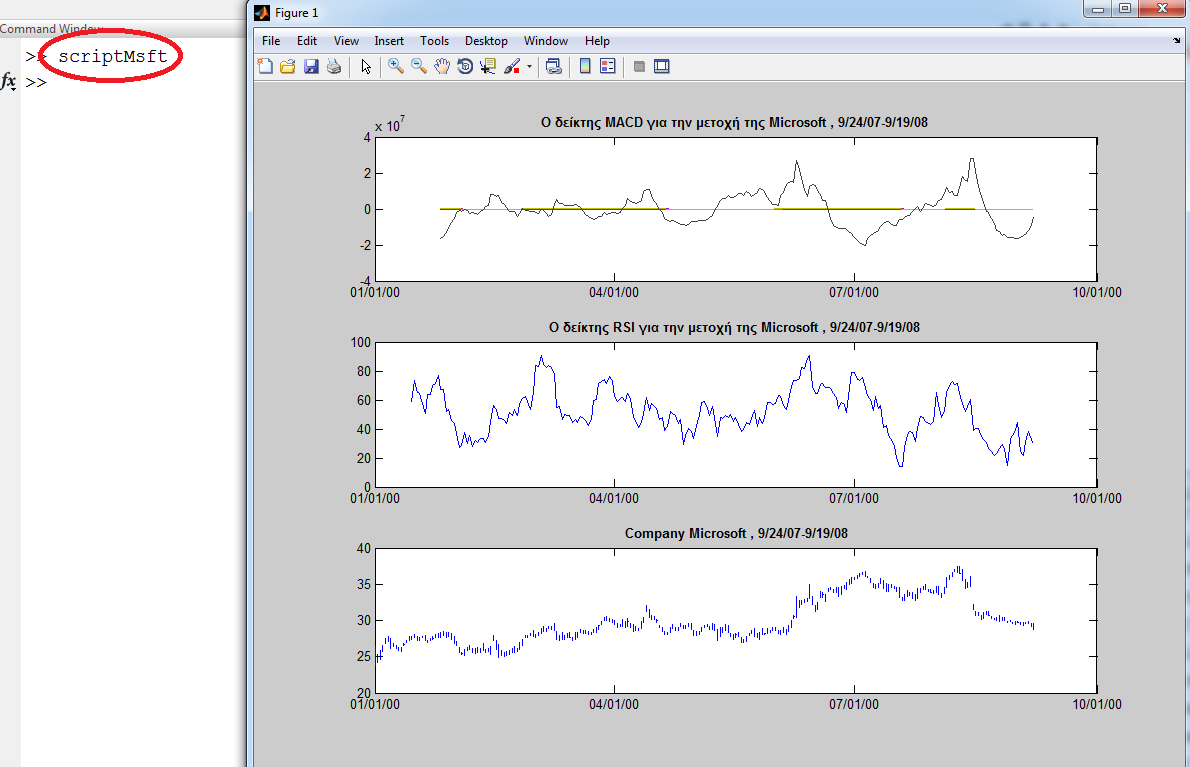 Figure 1
Command Window
>> scriptMsft
fx >>
File Edit View Insert Tools Desktop Window Help
Ο δείκτης MACD για την μετοχή της Microsoft , 9/24/07-9/19/08
x 10^7
4
2
0
-2
-4
01/01/00 04/01/00 07/01/00 10/01/00
Ο δείκτης RSI για την μετοχή της Microsoft , 9/24/07-9/19/08
100
80
60
40
20
0
01/01/00 04/01/00 07/01/00 10/01/00
Company Microsoft , 9/24/07-9/19/08
40
35
30
25
20
01/01/00 04/01/00 07/01/00 10/01/00